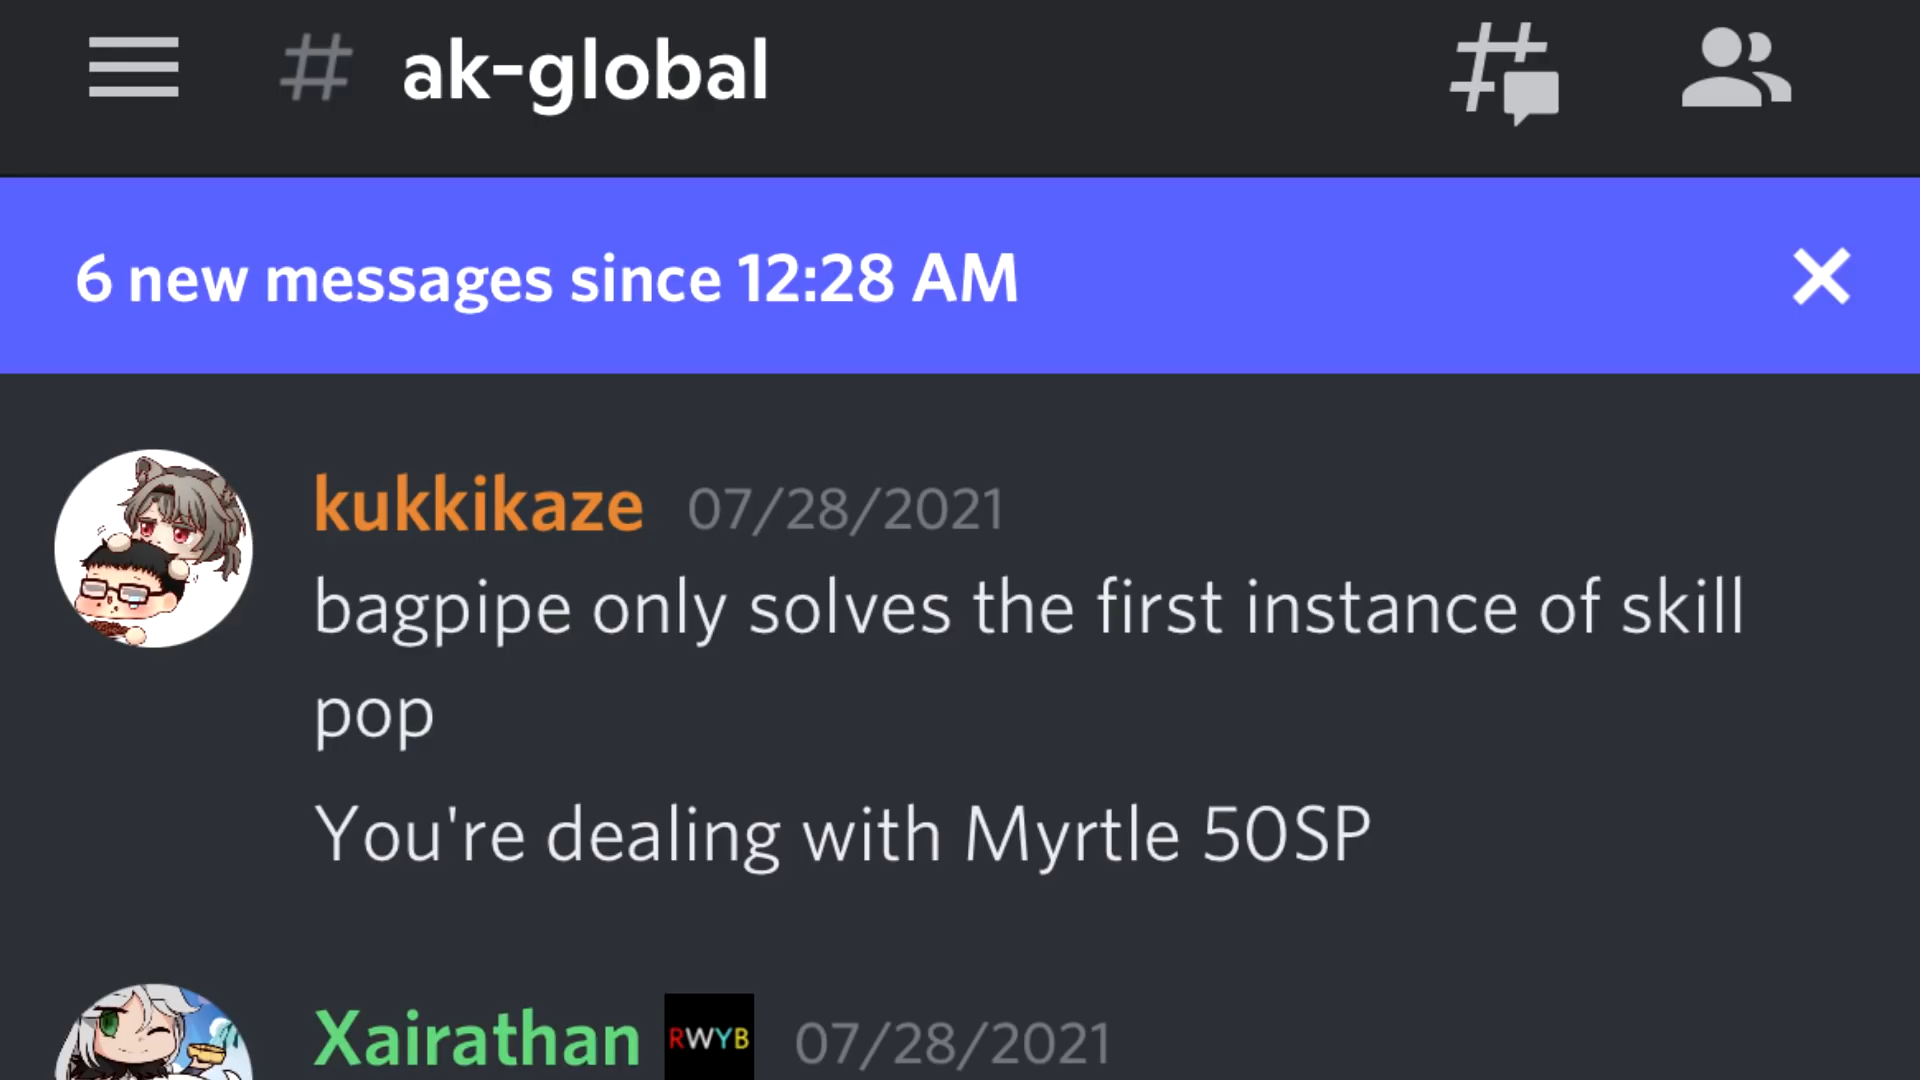 # ak-global
6 new messages since 12:28 AM
kukkikaze 07/28/2021
bagpipe only solves the first instance of skill
pop
You're dealing with Myrtle 50SP
Xairathan RWYB 07/28/2021